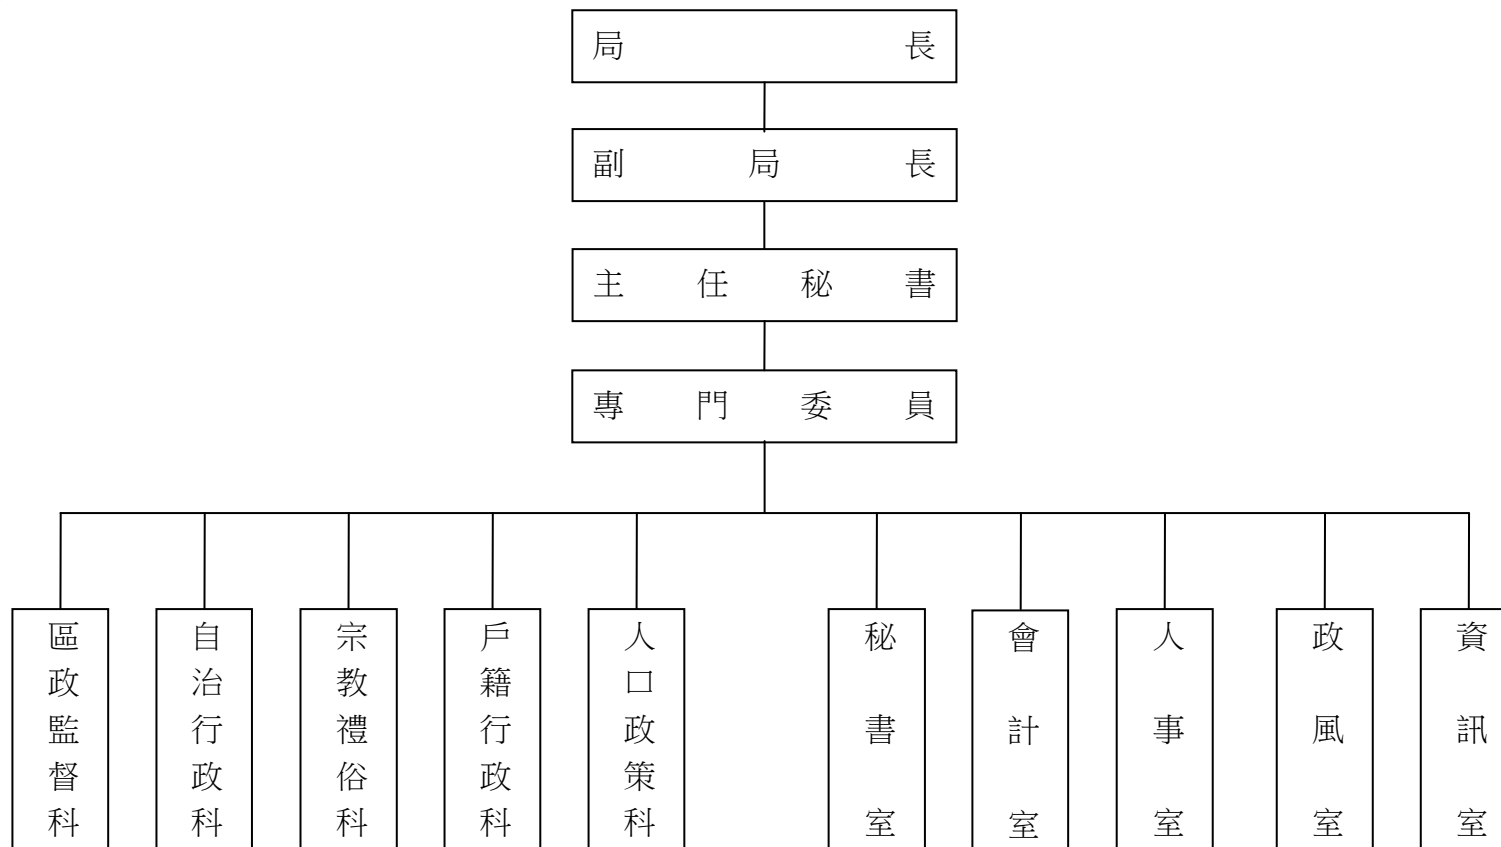 局長
副局長
主任秘書
專門委員
區政監督科
自治行政科
宗教禮俗科
戶籍行政科
人口政策科
秘書室
會計室
人事室
政風室
資訊室